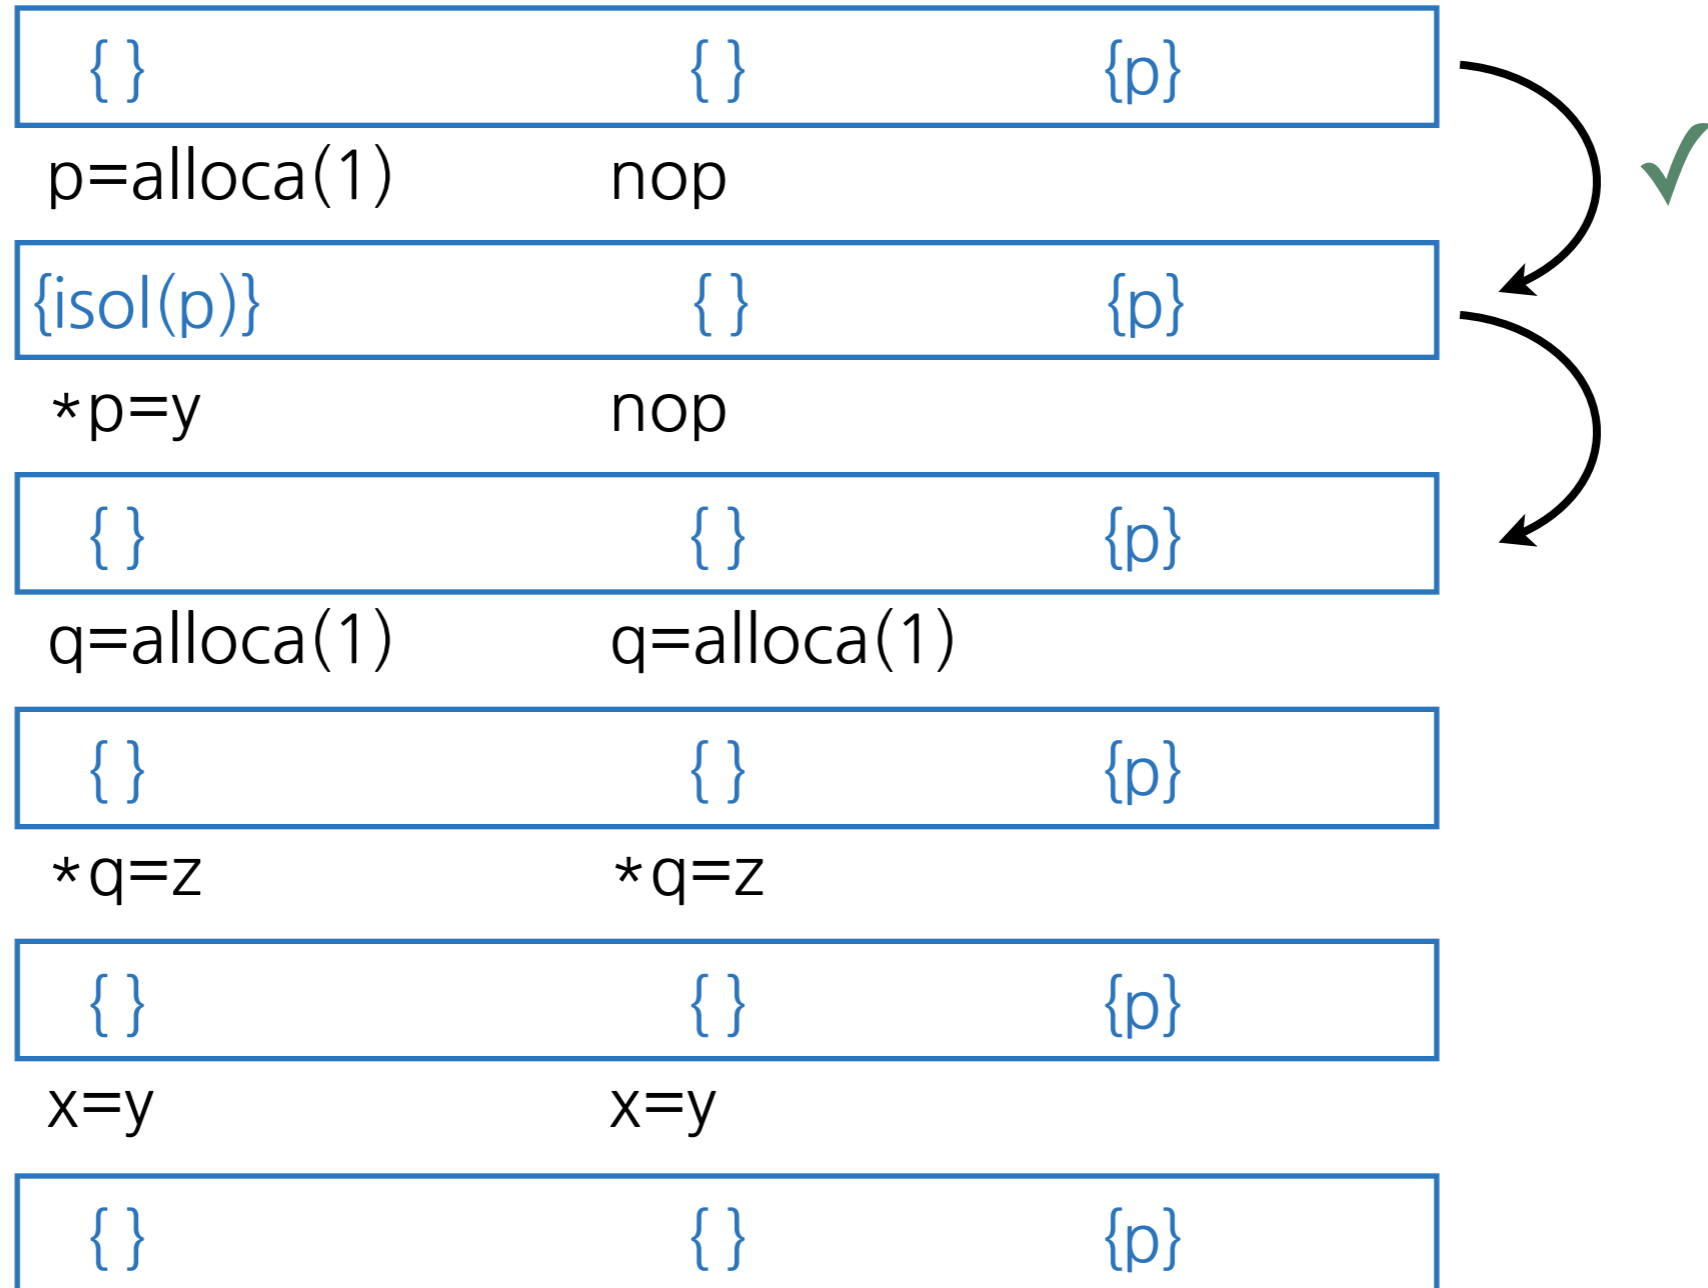 { } { } {p}
p=alloca(1) nop
{isol(p)} { } {p}
*p=y nop
{ } { } {p}
q=alloca(1) q=alloca(1)
{ } { } {p}
*q=z *q=z
{ } { } {p}
x=y x=y
{ } { } {p}